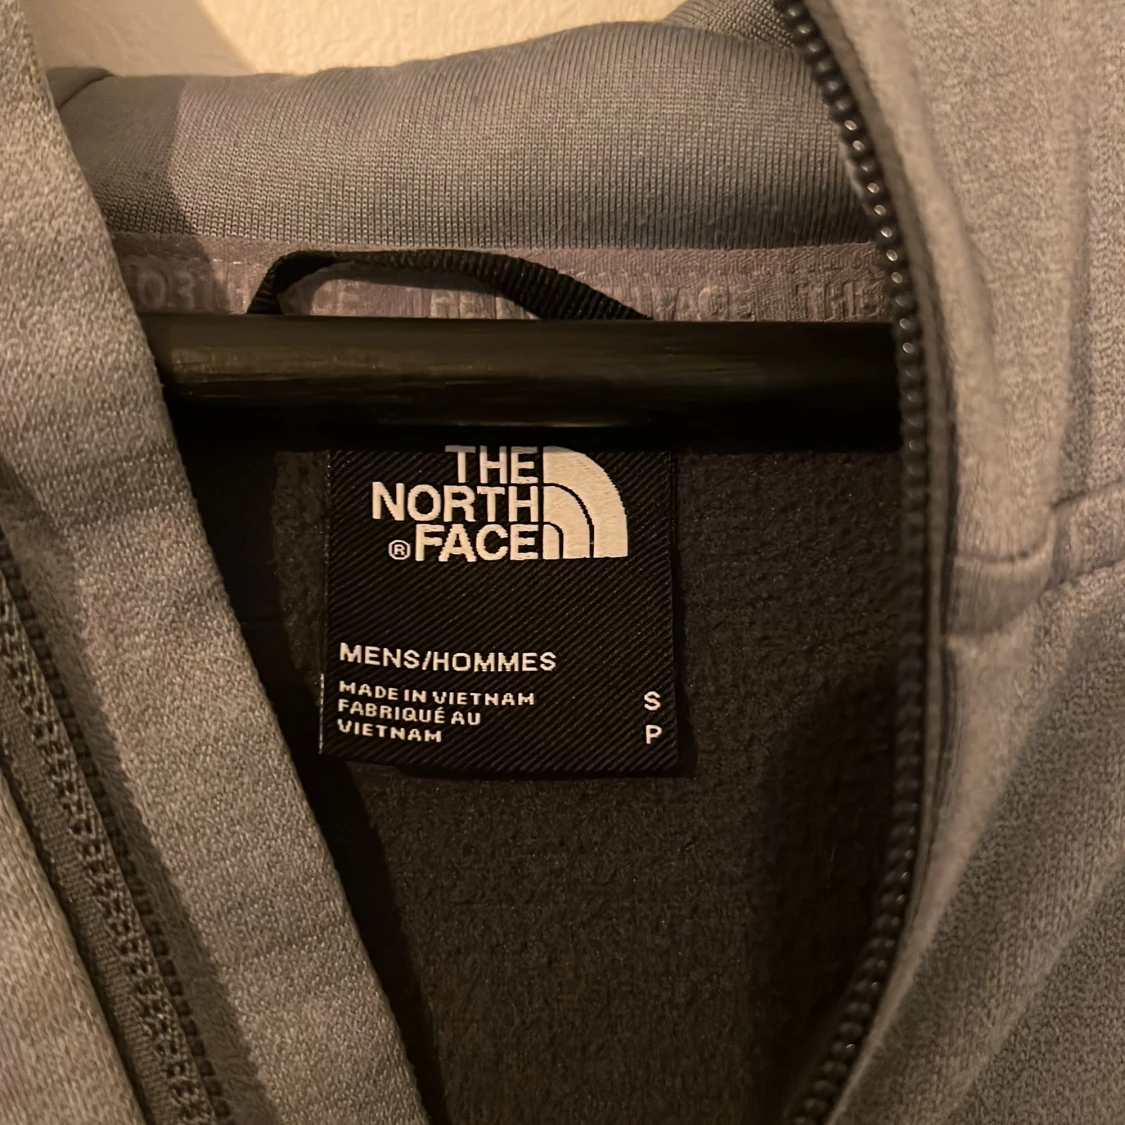 THE
NORTH
® FACE
MENS/HOMMES
MADE IN VIETNAM
FABRIQUÉ AU
VIETNAM
S
P